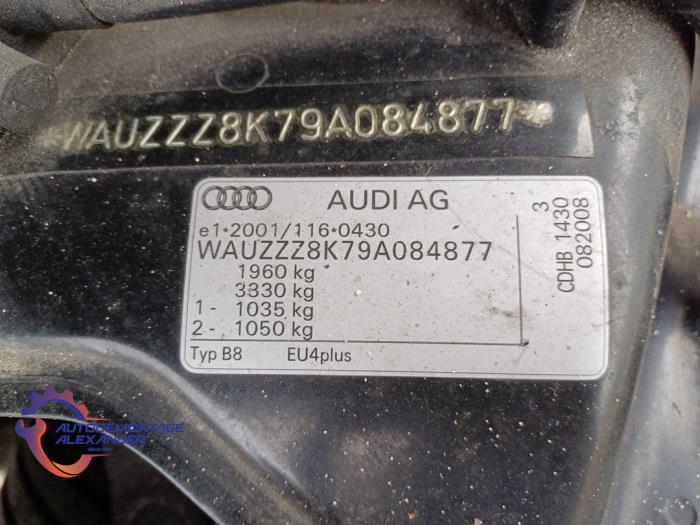 *WAUZZZ8K79A084877*
AUDI AG
e1*2001/116*0430
WAUZZZ8K79A084877
1960 kg
3330 kg
1 - 1035 kg
2 - 1050 kg
Typ B8 EU4plus
3
CDHB 1430
082008
AUTODEMONTAGE
ALEXANDER